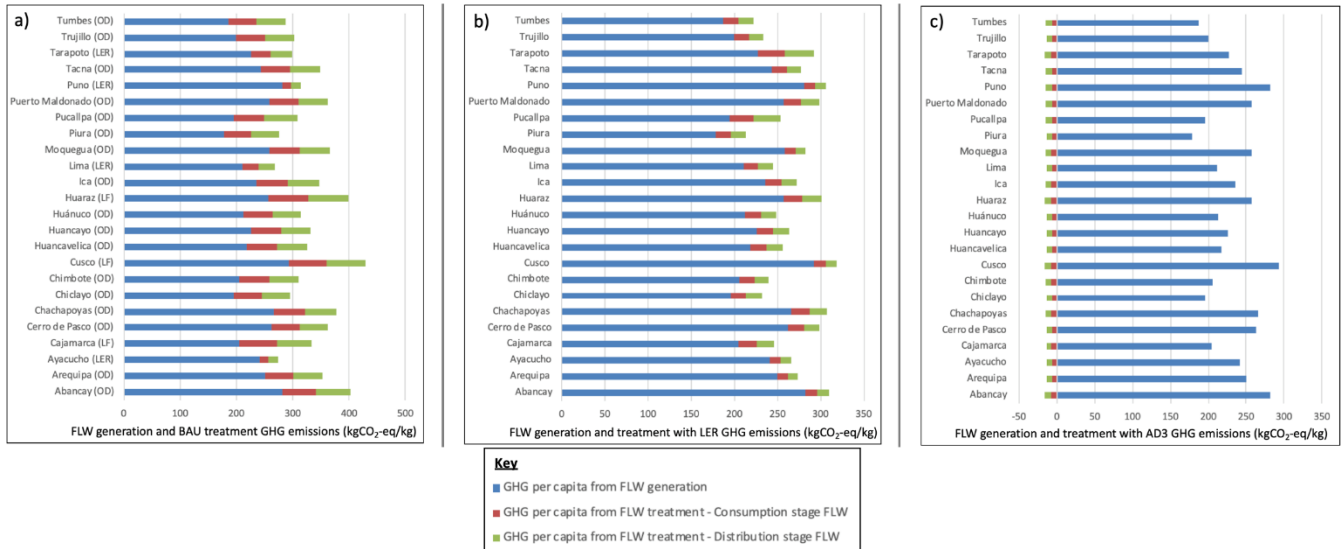 a)
Tumbes (OD)
Trujillo (OD)
Tarapoto (LER)
Tacna (OD)
Puno (LER)
Puerto Maldonado (OD)
Pucallpa (OD)
Piura (OD)
Moquegua (OD)
Lima (LER)
Ica (OD)
Huaraz (LF)
Huánuco (OD)
Huancayo (OD)
Huancavelica (OD)
Cusco (LF)
Chimbote (OD)
Chiclayo (OD)
Chachapoyas (OD)
Cerro de Pasco (OD)
Cajamarca (LF)
Ayacucho (LER)
Arequipa (OD)
Abancay (OD)
0 100 200 300 400 500
FLW generation and BAU treatment GHG emissions (kgCO2-eq/kg)
b)
Tumbes
Trujillo
Tarapoto
Tacna
Puno
Puerto Maldonado
Pucallpa
Piura
Moquegua
Lima
Ica
Huaraz
Huánuco
Huancayo
Huancavelica
Cusco
Chimbote
Chiclayo
Chachapoyas
Cerro de Pasco
Cajamarca
Ayacucho
Arequipa
Abancay
0 50 100 150 200 250 300 350
FLW generation and treatment with LER GHG emissions (kgCO2-eq/kg)
c)
Tumbes
Trujillo
Tarapoto
Tacna
Puno
Puerto Maldonado
Pucallpa
Piura
Moquegua
Lima
Ica
Huaraz
Huánuco
Huancayo
Huancavelica
Cusco
Chimbote
Chiclayo
Chachapoyas
Cerro de Pasco
Cajamarca
Ayacucho
Arequipa
Abancay
-50 0 50 100 150 200 250 300 350
FLW generation and treatment with AD3 GHG emissions (kgCO2-eq/kg)
Key
GHG per capita from FLW generation
GHG per capita from FLW treatment - Consumption stage FLW
GHG per capita from FLW treatment - Distribution stage FLW